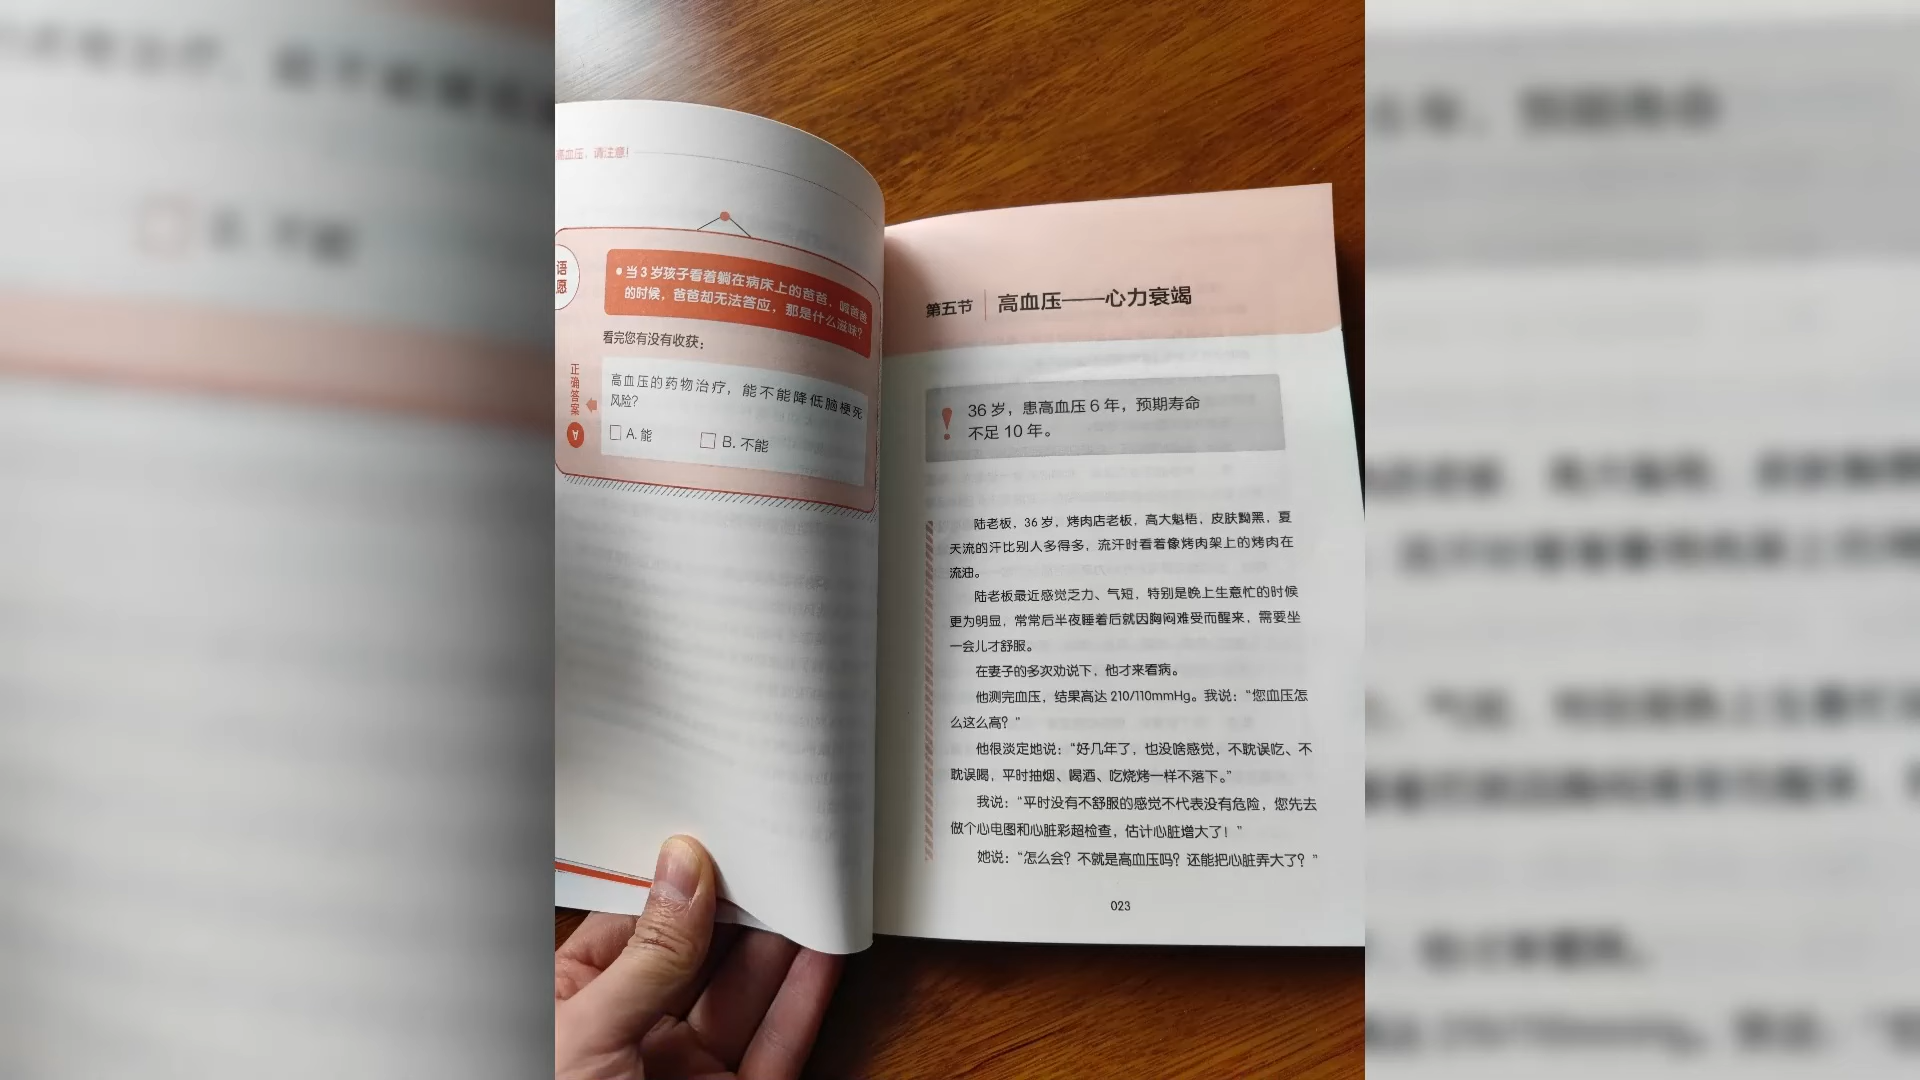 高血压，请注意!
语
愿
● 当 3 岁孩子看着躺在病床上的爸爸，喊爸爸
的时候，爸爸却无法答应，那是什么滋味？
看完您有没有收获：
高血压的药物治疗，能不能降低脑梗死
风险？
A. 能
B. 不能
正确答案
A
第五节 高血压——心力衰竭
36 岁，患高血压 6 年，预期寿命
不足 10 年。
陆老板，36 岁，烤肉店老板，高大魁梧，皮肤黝黑，夏
天流的汗比别人多得多，流汗时看着像烤肉架上的烤肉在
流油。
陆老板最近感觉乏力、气短，特别是晚上生意忙的时候
更为明显，常常后半夜睡着后就因胸闷难受而醒来，需要坐
一会儿才舒服。
在妻子的多次劝说下，他才来看病。
他测完血压，结果高达 210/110mmHg。我说：“您血压怎
么这么高？”
他很淡定地说：“好几年了，也没啥感觉，不耽误吃、不
耽误喝，平时抽烟、喝酒、吃烧烤一样不落下。”
我说：“平时没有不舒服的感觉不代表没有危险，您先去
做个心电图和心脏彩超检查，估计心脏增大了！”
她说：“怎么会？不就是高血压吗？还能把心脏弄大了？”
023